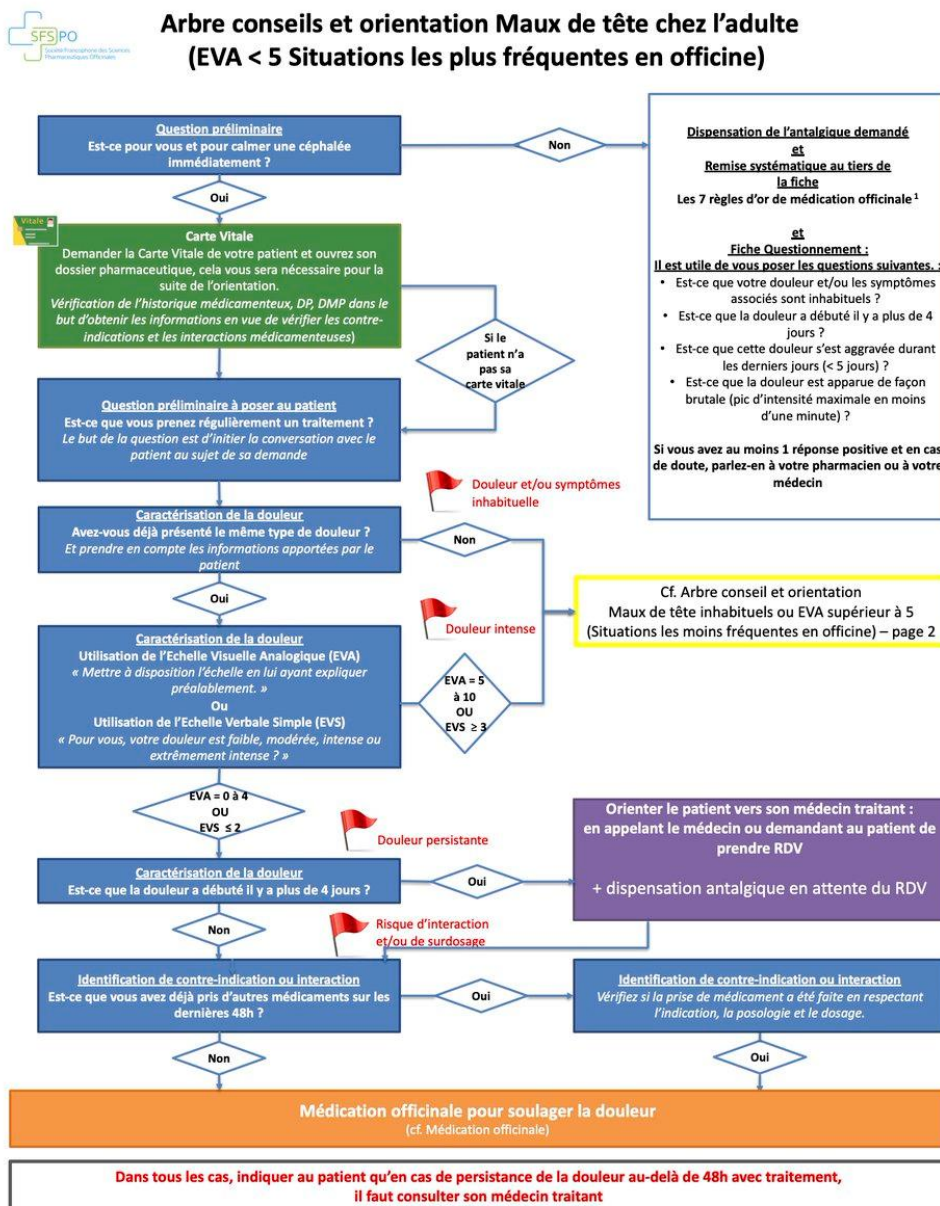 SFSPO
Société Francophone des Sciences
Pharmaceutiques Officinales
Arbre conseils et orientation Maux de tête chez l'adulte
(EVA < 5 Situations les plus fréquentes en officine)
Question préliminaire
Est-ce pour vous et pour calmer une céphalée
immédiatement ?
Non
Dispensation de l'antalgique demandé
et
Remise systématique au tiers de
la fiche
Les 7 règles d'or de médication officinale 1
et
Fiche Questionnement :
Il est utile de vous poser les questions suivantes. :
• Est-ce que votre douleur et/ou les symptômes
associés sont inhabituels ?
• Est-ce que la douleur a débuté il y a plus de 4
jours ?
• Est-ce que cette douleur s'est aggravée durant
les derniers jours (< 5 jours) ?
• Est-ce que la douleur est apparue de façon
brutale (pic d'intensité maximale en moins
d'une minute) ?
Si vous avez au moins 1 réponse positive et en cas
de doute, parlez-en à votre pharmacien ou à votre
médecin
Oui
Vitale
Carte Vitale
Demander la Carte Vitale de votre patient et ouvrez son
dossier pharmaceutique, cela vous sera nécessaire pour la
suite de l'orientation.
Vérification de l'historique médicamenteux, DP, DMP dans le
but d'obtenir les informations en vue de vérifier les contre-
indications et les interactions médicamenteuses)
Si le
patient n'a
pas sa
carte vitale
Question préliminaire à poser au patient
Est-ce que vous prenez régulièrement un traitement ?
Le but de la question est d'initier la conversation avec le
patient au sujet de sa demande
Douleur et/ou symptômes
inhabituelle
Caractérisation de la douleur
Avez-vous déjà présenté le même type de douleur ?
Et prendre en compte les informations apportées par le
patient
Non
Oui
Cf. Arbre conseil et orientation
Maux de tête inhabituels ou EVA supérieur à 5
(Situations les moins fréquentes en officine) – page 2
Douleur intense
Caractérisation de la douleur
Utilisation de l'Echelle Visuelle Analogique (EVA)
« Mettre à disposition l'échelle en lui ayant expliquer
préalablement. »
Ou
Utilisation de l'Echelle Verbale Simple (EVS)
« Pour vous, votre douleur est faible, modérée, intense ou
extrêmement intense ? »
EVA = 5
à 10
OU
EVS ≥ 3
EVA = 0 à 4
OU
EVS ≤ 2
Douleur persistante
Orienter le patient vers son médecin traitant :
en appelant le médecin ou demandant au patient de
prendre RDV
+ dispensation antalgique en attente du RDV
Caractérisation de la douleur
Est-ce que la douleur a débuté il y a plus de 4 jours ?
Oui
Non
Risque d'interaction
et/ou de surdosage
Identification de contre-indication ou interaction
Est-ce que vous avez déjà pris d'autres médicaments sur les
dernières 48h ?
Oui
Identification de contre-indication ou interaction
Vérifiez si la prise de médicament a été faite en respectant
l'indication, la posologie et le dosage.
Non
Oui
Médication officinale pour soulager la douleur
(cf. Médication officinale)
Dans tous les cas, indiquer au patient qu'en cas de persistance de la douleur au-delà de 48h avec traitement,
il faut consulter son médecin traitant